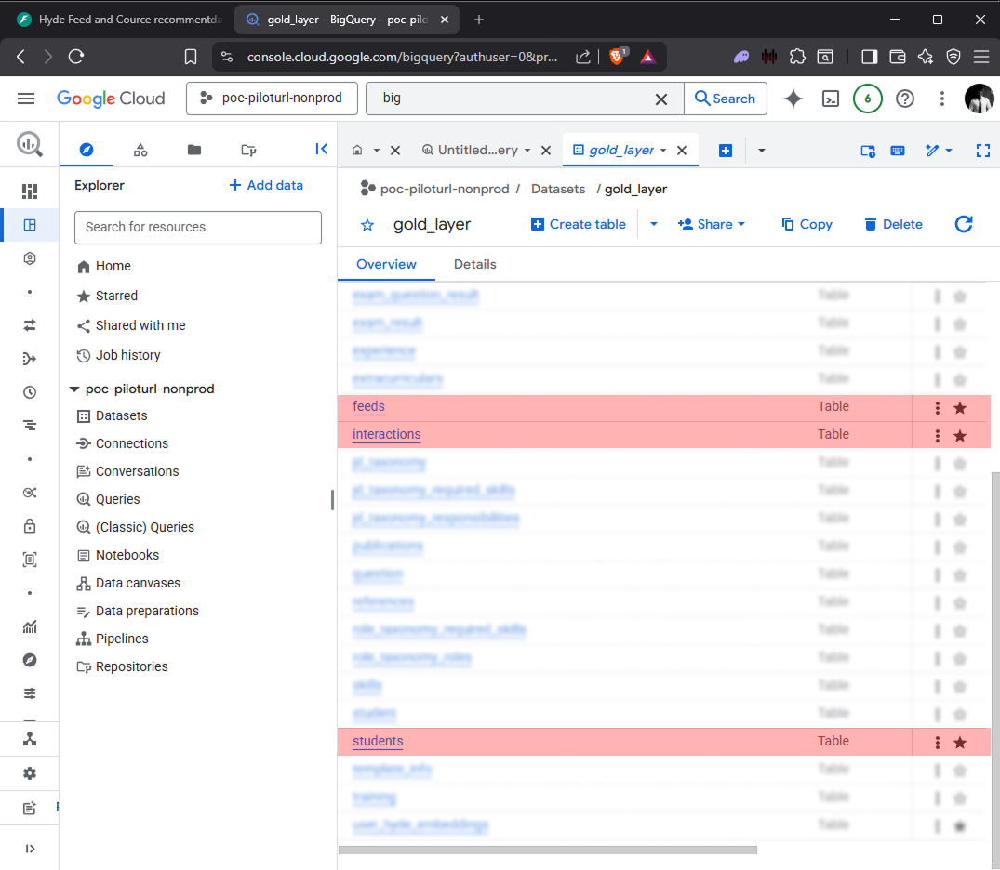 Hyde Feed and Cource recommentda
gold_layer – BigQuery – poc-pilo
console.cloud.google.com/bigquery?authuser=0&pr...
1
Google Cloud
poc-piloturl-nonprod
big
Search
6
Explorer
Add data
Search for resources
Home
Starred
Shared with me
Job history
poc-piloturl-nonprod
Datasets
Connections
Conversations
Queries
(Classic) Queries
Notebooks
Data canvases
Data preparations
Pipelines
Repositories
Untitled...ery
gold_layer
poc-piloturl-nonprod / Datasets / gold_layer
gold_layer
Create table
Share
Copy
Delete
Overview
Details
exam_question_result Table
exam_result Table
experience Table
extracurriculars Table
feeds Table
interactions Table
jd_taxonomy Table
jd_taxonomy_required_skills Table
jd_taxonomy_responsibilities Table
publications Table
question Table
references Table
role_taxonomy_required_skills Table
role_taxonomy_roles Table
skills Table
student Table
students Table
template_info Table
training Table
user_hyde_embeddings Table